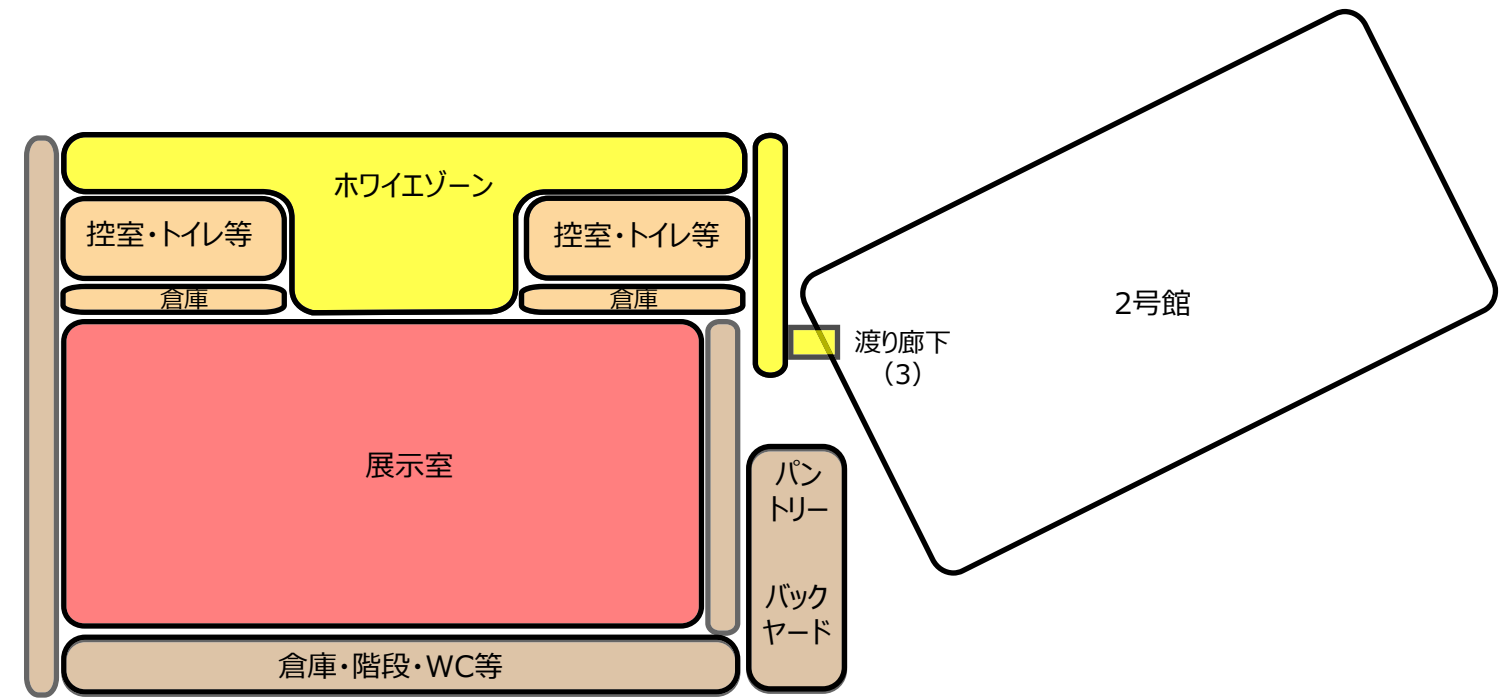 ホワイエゾーン
控室・トイレ等
控室・トイレ等
倉庫
倉庫
2号館
渡り廊下
（3）
展示室
パン
トリー
バック
ヤード
倉庫・階段・WC等